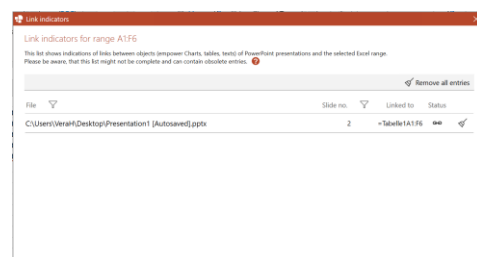 Link indicators
Link indicators for range A1:F6
This list shows indications of links between objects (empower Charts, tables, texts) of PowerPoint presentations and the selected Excel range.
Please be aware, that this list might not be complete and can contain obsolete entries.
Remove all entries
File Slide no. Linked to Status
C:\Users\VeraH\Desktop\Presentation1 [Autosaved].pptx 2 =Tabelle1A1:F6